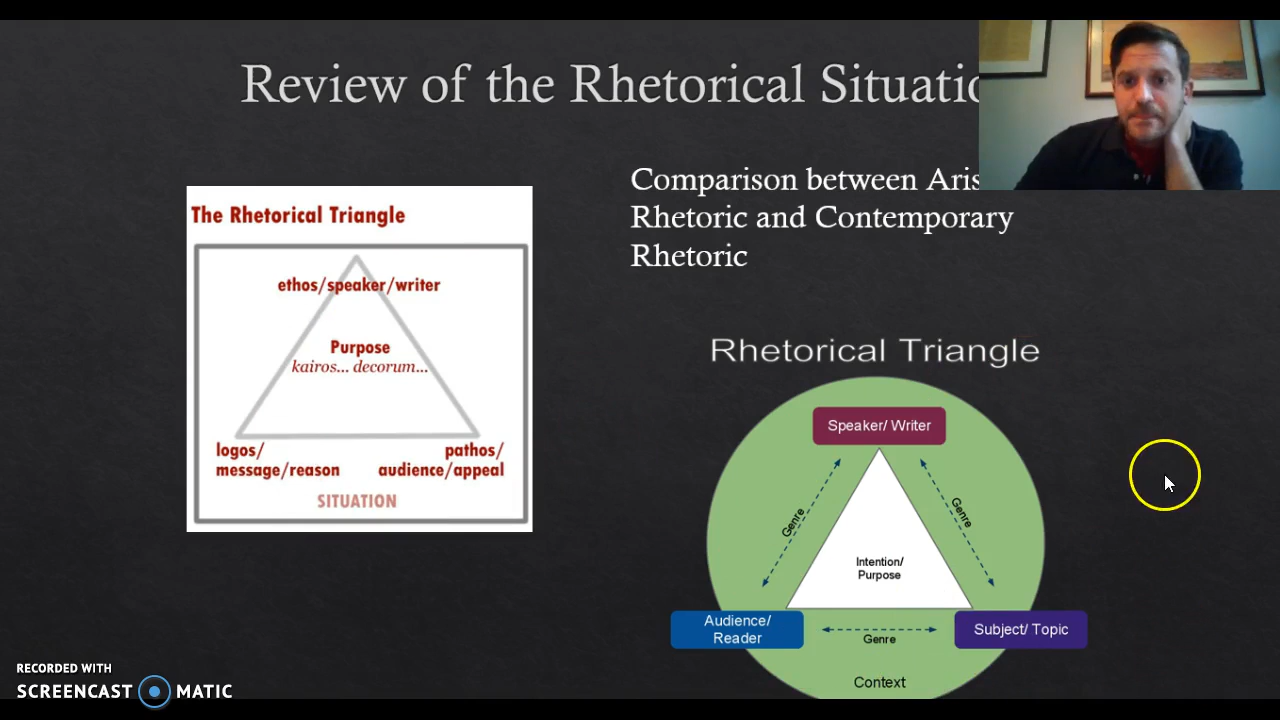 Review of the Rhetorical
Comparison between
Rhetoric and Contemporary
Rhetoric
The Rhetorical Triangle
ethos/speaker/writer
Purpose
kairos... decorum...
logos/
message/reason
pathos/
audience/appeal
SITUATION
Rhetorical Triangle
Speaker/ Writer
Genre
Genre
Intention/
Purpose
Audience/
Reader
Genre
Subject/ Topic
Context
RECORDED WITH
SCREENCAST MATIC